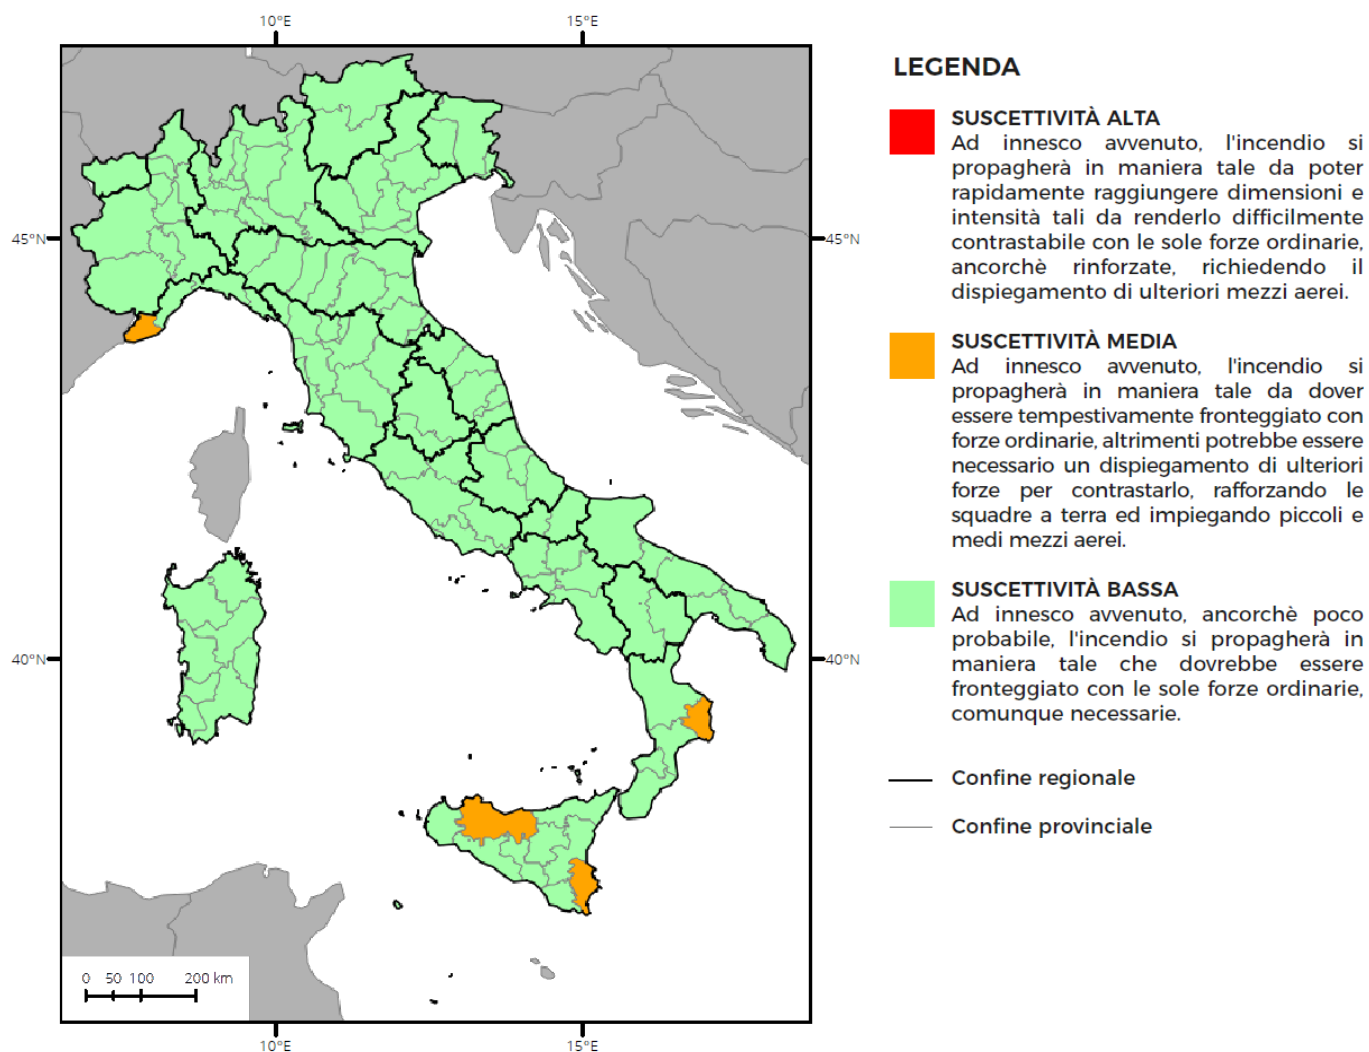 10°E 15°E
45°N 45°N
40°N 40°N
0 50 100 200 km
10°E 15°E
LEGENDA
SUSCETTIVITÀ ALTA
Ad innesco avvenuto, l'incendio si
propagherà in maniera tale da poter
rapidamente raggiungere dimensioni e
intensità tali da renderlo difficilmente
contrastabile con le sole forze ordinarie,
ancorchè rinforzate, richiedendo il
dispiegamento di ulteriori mezzi aerei.
SUSCETTIVITÀ MEDIA
Ad innesco avvenuto, l'incendio si
propagherà in maniera tale da dover
essere tempestivamente fronteggiato con
forze ordinarie, altrimenti potrebbe essere
necessario un dispiegamento di ulteriori
forze per contrastarlo, rafforzando le
squadre a terra ed impiegando piccoli e
medi mezzi aerei.
SUSCETTIVITÀ BASSA
Ad innesco avvenuto, ancorchè poco
probabile, l'incendio si propagherà in
maniera tale che dovrebbe essere
fronteggiato con le sole forze ordinarie,
comunque necessarie.
Confine regionale
Confine provinciale